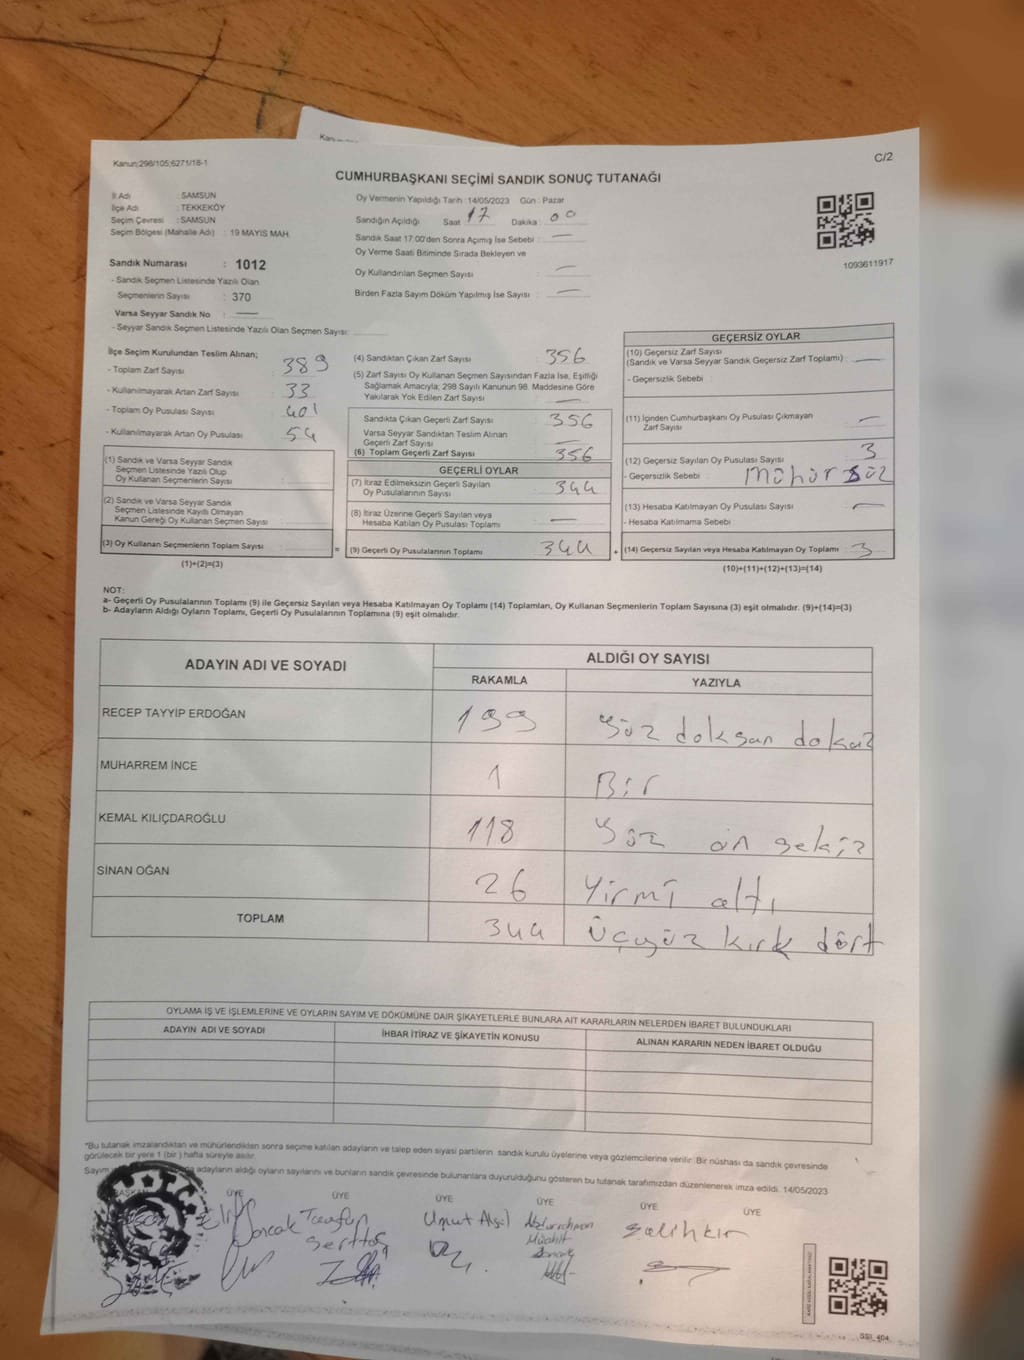 Kanun:298/105;6271/18-1
C/2
CUMHURBAŞKANI SEÇİMİ SANDIK SONUÇ TUTANAĞI
İl Adı : SAMSUN
İlçe Adı : TEKKEKÖY
Seçim Çevresi : SAMSUN
Seçim Bölgesi (Mahalle Adı) : 19 MAYIS MAH.
Sandık Numarası : 1012
- Sandık Seçmen Listesinde Yazılı Olan
Seçmenlerin Sayısı : 370
Varsa Seyyar Sandık No :
- Seyyar Sandık Seçmen Listesinde Yazılı Olan Seçmen Sayısı:
Oy Vermenin Yapıldığı Tarih :14/05/2023 Gün : Pazar
Sandığın Açıldığı Saat 17 Dakika : 00
Sandık Saat 17:00'den Sonra Açımış İse Sebebi : —
Oy Verme Saati Bitiminde Sırada Bekleyen ve
Oy Kullandırılan Seçmen Sayısı : —
Birden Fazla Sayım Döküm Yapılmış İse Sayısı : —
1093611917
İlçe Seçim Kurulundan Teslim Alınan;
- Toplam Zarf Sayısı : 389
- Kullanılmayarak Artan Zarf Sayısı : 33
- Toplam Oy Pusulası Sayısı : 401
- Kullanılmayarak Artan Oy Pusulası : 54
(1) Sandık ve Varsa Seyyar Sandık
Seçmen Listesinde Yazılı Olup
Oy Kullanan Seçmenlerin Sayısı :
(2) Sandık ve Varsa Seyyar Sandık
Seçmen Listesinde Kayıtlı Olmayan
Kanun Gereği Oy Kullanan Seçmen Sayısı :
(3) Oy Kullanan Seçmenlerin Toplam Sayısı :
(1)+(2)=(3)
(4) Sandıktan Çıkan Zarf Sayısı : 356
(5) Zarf Sayısı Oy Kullanan Seçmen Sayısından Fazla İse, Eşitliği
Sağlamak Amacıyla; 298 Sayılı Kanunun 98. Maddesine Göre
Yakılarak Yok Edilen Zarf Sayısı : —
Sandıkta Çıkan Geçerli Zarf Sayısı : 356
Varsa Seyyar Sandıktan Teslim Alınan
Geçerli Zarf Sayısı : —
(6) Toplam Geçerli Zarf Sayısı : 356
GEÇERLİ OYLAR
(7) İtiraz Edilmeksizin Geçerli Sayılan
Oy Pusulalarının Sayısı : 344
(8) İtiraz Üzerine Geçerli Sayılan veya
Hesaba Katılan Oy Pusulası Toplamı : —
= (9) Geçerli Oy Pusulalarının Toplamı : 344
GEÇERSİZ OYLAR
(10) Geçersiz Zarf Sayısı
(Sandık ve Varsa Seyyar Sandık Geçersiz Zarf Toplamı) : —
- Geçersizlik Sebebi :
(11) İçinden Cumhurbaşkanı Oy Pusulası Çıkmayan
Zarf Sayısı : —
(12) Geçersiz Sayılan Oy Pusulası Sayısı : 3
- Geçersizlik Sebebi : Mühürsüz
(13) Hesaba Katılmayan Oy Pusulası Sayısı : —
- Hesaba Katılmama Sebebi
+ (14) Geçersiz Sayılan veya Hesaba Katılmayan Oy Toplamı : 3
(10)+(11)+(12)+(13)=(14)
NOT:
a- Geçerli Oy Pusulalarının Toplamı (9) ile Geçersiz Sayılan veya Hesaba Katılmayan Oy Toplamı (14) Toplamları, Oy Kullanan Seçmenlerin Toplam Sayısına (3) eşit olmalıdır. (9)+(14)=(3)
b- Adayların Aldığı Oyların Toplamı, Geçerli Oy Pusulalarının Toplamına (9) eşit olmalıdır.
ADAYIN ADI VE SOYADI
ALDIĞI OY SAYISI
RAKAMLA YAZIYLA
RECEP TAYYİP ERDOĞAN 199 yüz doksan dokuz
MUHARREM İNCE 1 Bir
KEMAL KILIÇDAROĞLU 118 yüz on sekiz
SİNAN OĞAN 26 Yirmi altı
TOPLAM 344 Üçyüz kırk dört
OYLAMA İŞ VE İŞLEMLERİNE VE OYLARIN SAYIM VE DÖKÜMÜNE DAİR ŞİKAYETLERLE BUNLARA AİT KARARLARIN NELERDEN İBARET BULUNDUKLARI
ADAYIN ADI VE SOYADI İHBAR İTİRAZ VE ŞİKAYETİN KONUSU ALINAN KARARIN NEDEN İBARET OLDUĞU
*Bu tutanak imzalandıktan ve mühürlendikten sonra seçime katılan adayların ve talep eden siyasi partilerin sandık kurulu üyelerine veya gözlemcilerine verilir. Bir nüshası da sandık çevresinde
görülecek bir yere 1 (bir ) hafta süreyle asılır.
Sayım adayların aldığı oyların sayılarını ve bunların sandık çevresinde bulunanlara duyurulduğunu gösteren bu tutanak tarafımızdan düzenlenerek imza edildi. 14/05/2023
BAŞKAN ÜYE ÜYE ÜYE ÜYE ÜYE ÜYE
Umut Akgil Abdurrahman
Salih kır
SSI_404